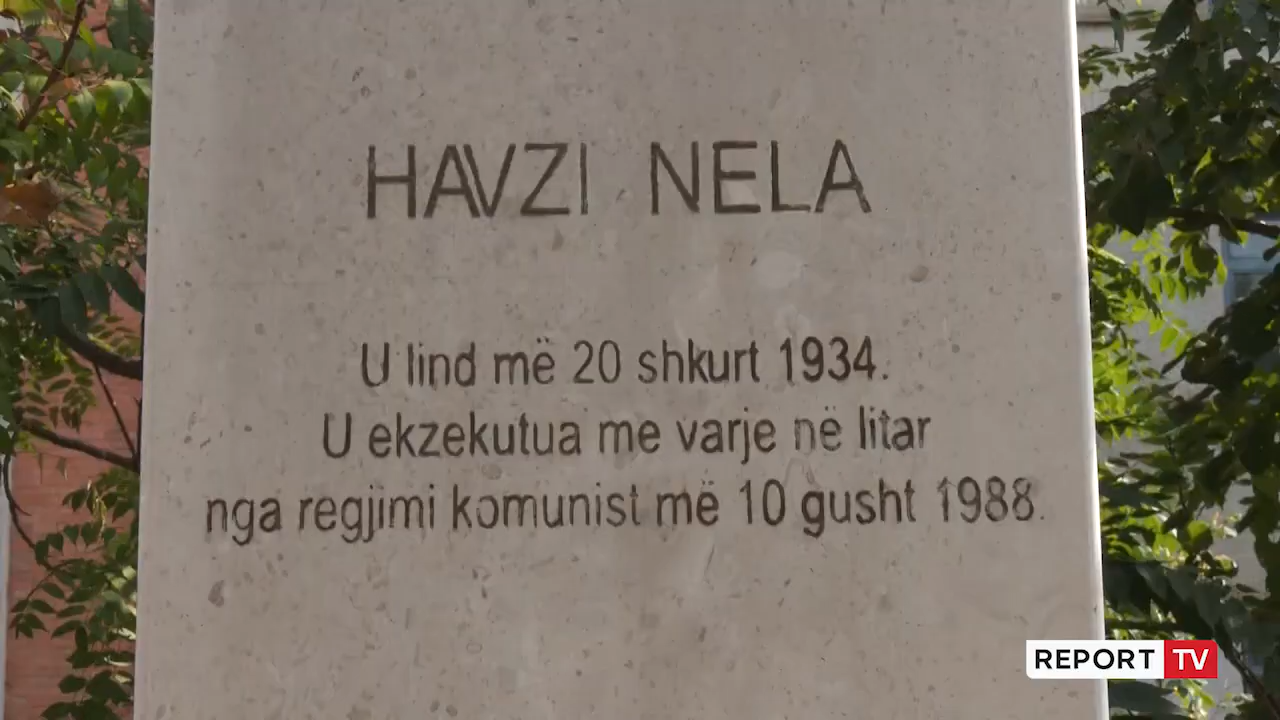 HAVZI NELA
U lind më 20 shkurt 1934.
U ekzekutua me varje në litar
nga regjimi komunist më 10 gusht 1988.
REPORT TV